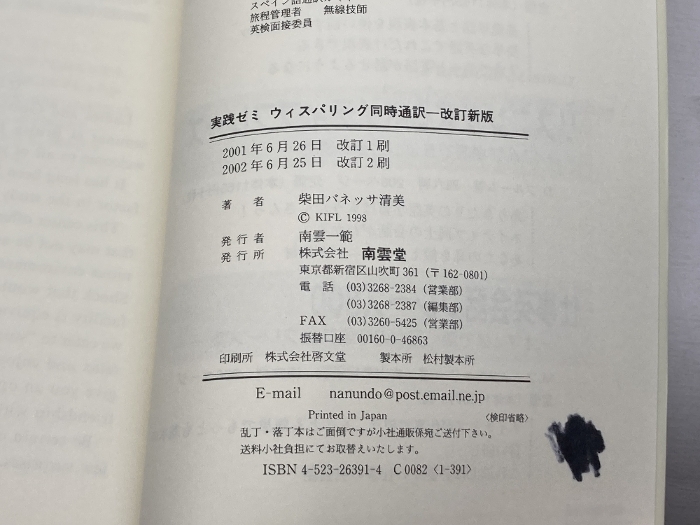 スペイン語通訳ガイド
旅程管理者 無線技師
英検面接委員
実践ゼミ ウィスパリング同時通訳―改訂新版
2001年6月26日 改訂1刷
2002年6月25日 改訂2刷
著者 柴田バネッサ清美
© KIFL 1998
発行者 南雲一範
発行所 株式会社 南雲堂
東京都新宿区山吹町361(〒162-0801)
電話 (03)3268-2384 (営業部)
(03)3268-2387 (編集部)
FAX (03)3260-5425 (営業部)
振替口座 00160-0-46863
印刷所 株式会社啓文堂 製本所 松村製本所
E-mail nanundo@post.email.ne.jp
Printed in Japan 〈検印省略〉
乱丁・落丁本はご面倒ですが小社通販係宛ご送付下さい。
送料小社負担にてお取替えいたします。
ISBN 4-523-26391-4 C0082〈1-391〉